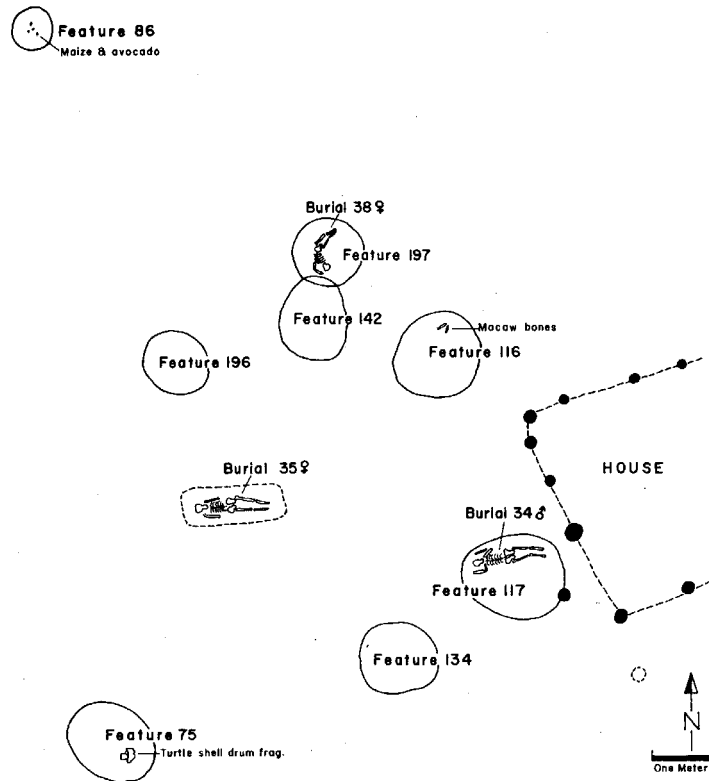 Feature 86
Maize & avocado
Burial 38♀
Feature 197
Feature 142
Macaw bones
Feature 116
Feature 196
Burial 35♀
HOUSE
Burial 34♂
Feature 117
Feature 134
Feature 75
Turtle shell drum frag.
N
One Meter